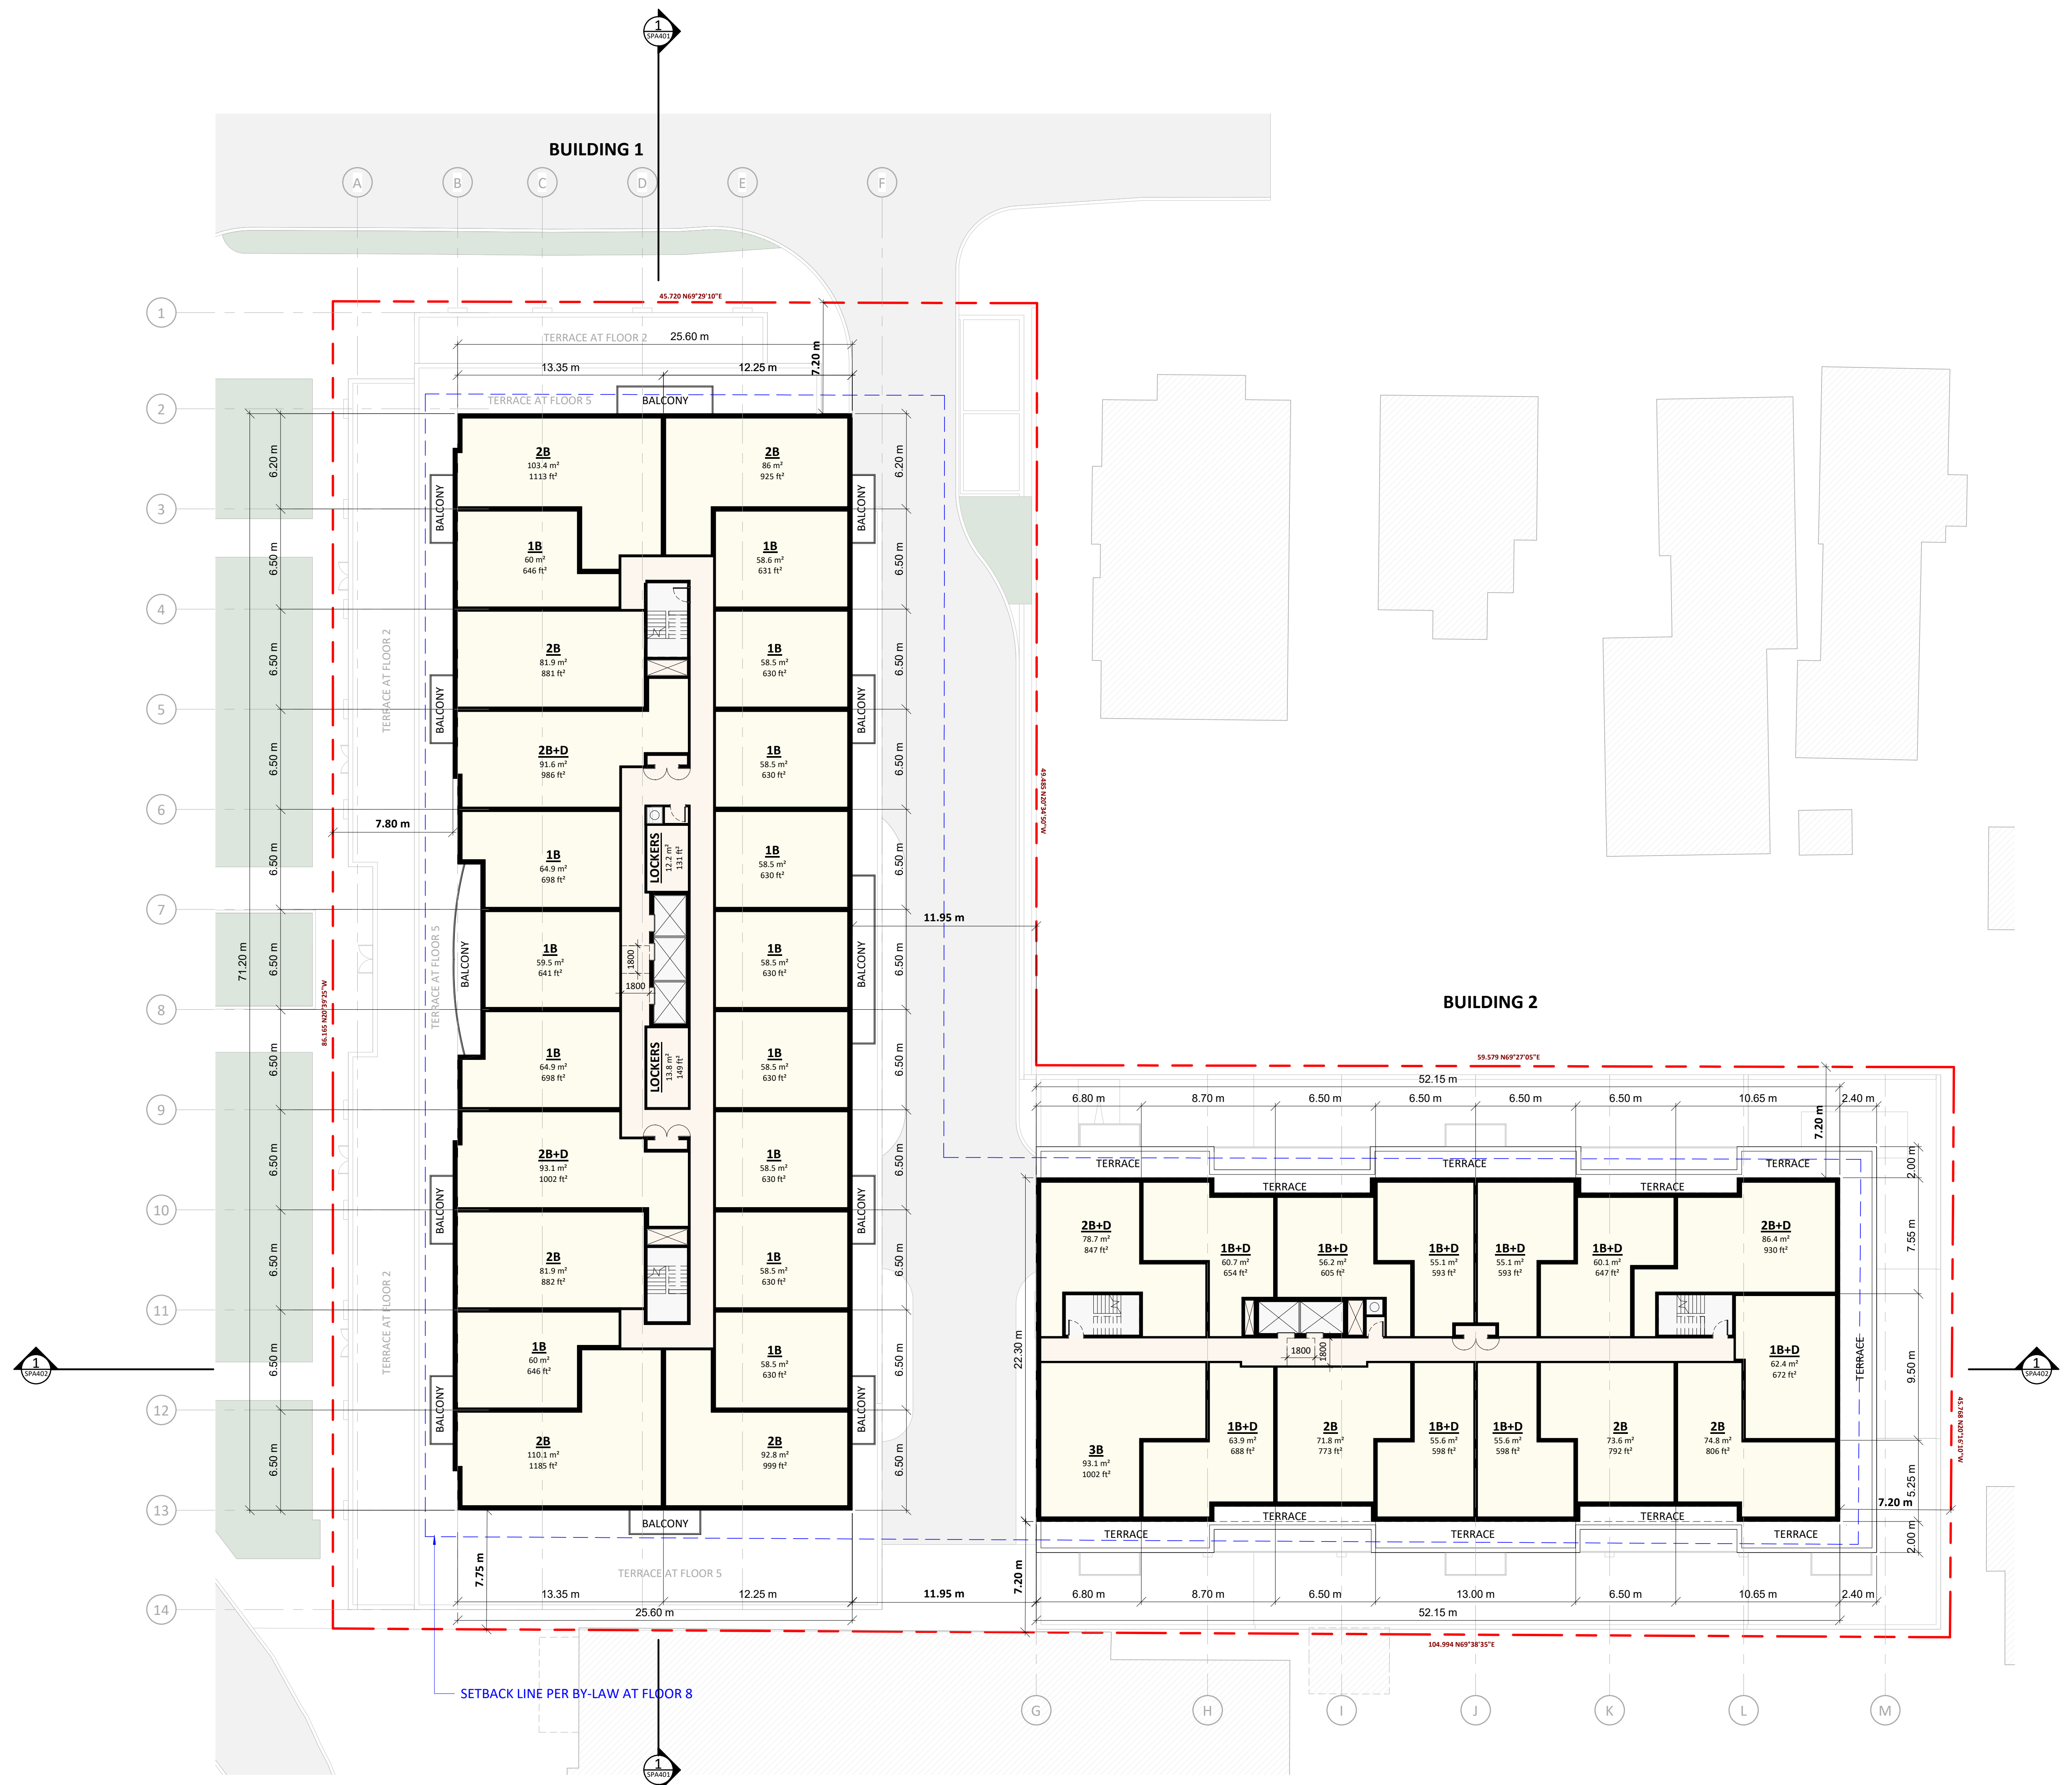 1
SPA401
BUILDING 1
A
B
C
D
E
F
1
2
3
4
5
6
7
8
9
10
11
12
13
14
45.720 N69°29'10"E
TERRACE AT FLOOR 2
25.60 m
13.35 m
12.25 m
7.20 m
TERRACE AT FLOOR 5
BALCONY
71.20 m
6.20 m
6.50 m
6.50 m
6.50 m
6.50 m
6.50 m
6.50 m
6.50 m
6.50 m
6.50 m
6.50 m
6.20 m
6.50 m
6.50 m
6.50 m
6.50 m
6.50 m
6.50 m
6.50 m
6.50 m
6.50 m
6.50 m
2B
103.4 m²
1113 ft²
2B
86 m²
925 ft²
BALCONY
BALCONY
1B
60 m²
646 ft²
1B
58.6 m²
631 ft²
2B
81.9 m²
881 ft²
1B
58.5 m²
630 ft²
TERRACE AT FLOOR 2
BALCONY
BALCONY
2B+D
91.6 m²
986 ft²
1B
58.5 m²
630 ft²
7.80 m
1B
64.9 m²
698 ft²
LOCKERS
12.2 m²
131 ft²
1B
58.5 m²
630 ft²
49.485 N20°34'50"W
11.95 m
86.165 N20°39'25"W
TERRACE AT FLOOR 5
BALCONY
1B
59.5 m²
641 ft²
1800
1800
1B
58.5 m²
630 ft²
BALCONY
1B
64.9 m²
698 ft²
LOCKERS
13.8 m²
149 ft²
1B
58.5 m²
630 ft²
2B+D
93.1 m²
1002 ft²
1B
58.5 m²
630 ft²
BALCONY
BALCONY
2B
81.9 m²
882 ft²
1B
58.5 m²
630 ft²
TERRACE AT FLOOR 2
1B
60 m²
646 ft²
1B
58.5 m²
630 ft²
BALCONY
BALCONY
2B
110.1 m²
1185 ft²
2B
92.8 m²
999 ft²
BALCONY
7.75 m
TERRACE AT FLOOR 5
13.35 m
12.25 m
11.95 m
25.60 m
SETBACK LINE PER BY-LAW AT FLOOR 8
1
SPA401
1
SPA402
BUILDING 2
59.579 N69°27'05"E
52.15 m
6.80 m
8.70 m
6.50 m
6.50 m
6.50 m
6.50 m
10.65 m
2.40 m
7.20 m
TERRACE
TERRACE
TERRACE
TERRACE
TERRACE
2.00 m
7.55 m
9.50 m
5.25 m
2.00 m
22.30 m
2B+D
78.7 m²
847 ft²
1B+D
60.7 m²
654 ft²
1B+D
56.2 m²
605 ft²
1B+D
55.1 m²
593 ft²
1B+D
55.1 m²
593 ft²
1B+D
60.1 m²
647 ft²
2B+D
86.4 m²
930 ft²
1800
1800
1B+D
62.4 m²
672 ft²
TERRACE
3B
93.1 m²
1002 ft²
1B+D
63.9 m²
688 ft²
2B
71.8 m²
773 ft²
1B+D
55.6 m²
598 ft²
1B+D
55.6 m²
598 ft²
2B
73.6 m²
792 ft²
2B
74.8 m²
806 ft²
7.20 m
45.768 N20°16'10"W
TERRACE
TERRACE
TERRACE
TERRACE
TERRACE
7.20 m
6.80 m
8.70 m
6.50 m
13.00 m
6.50 m
10.65 m
2.40 m
52.15 m
104.994 N69°38'35"E
G
H
I
J
K
L
M
1
SPA402